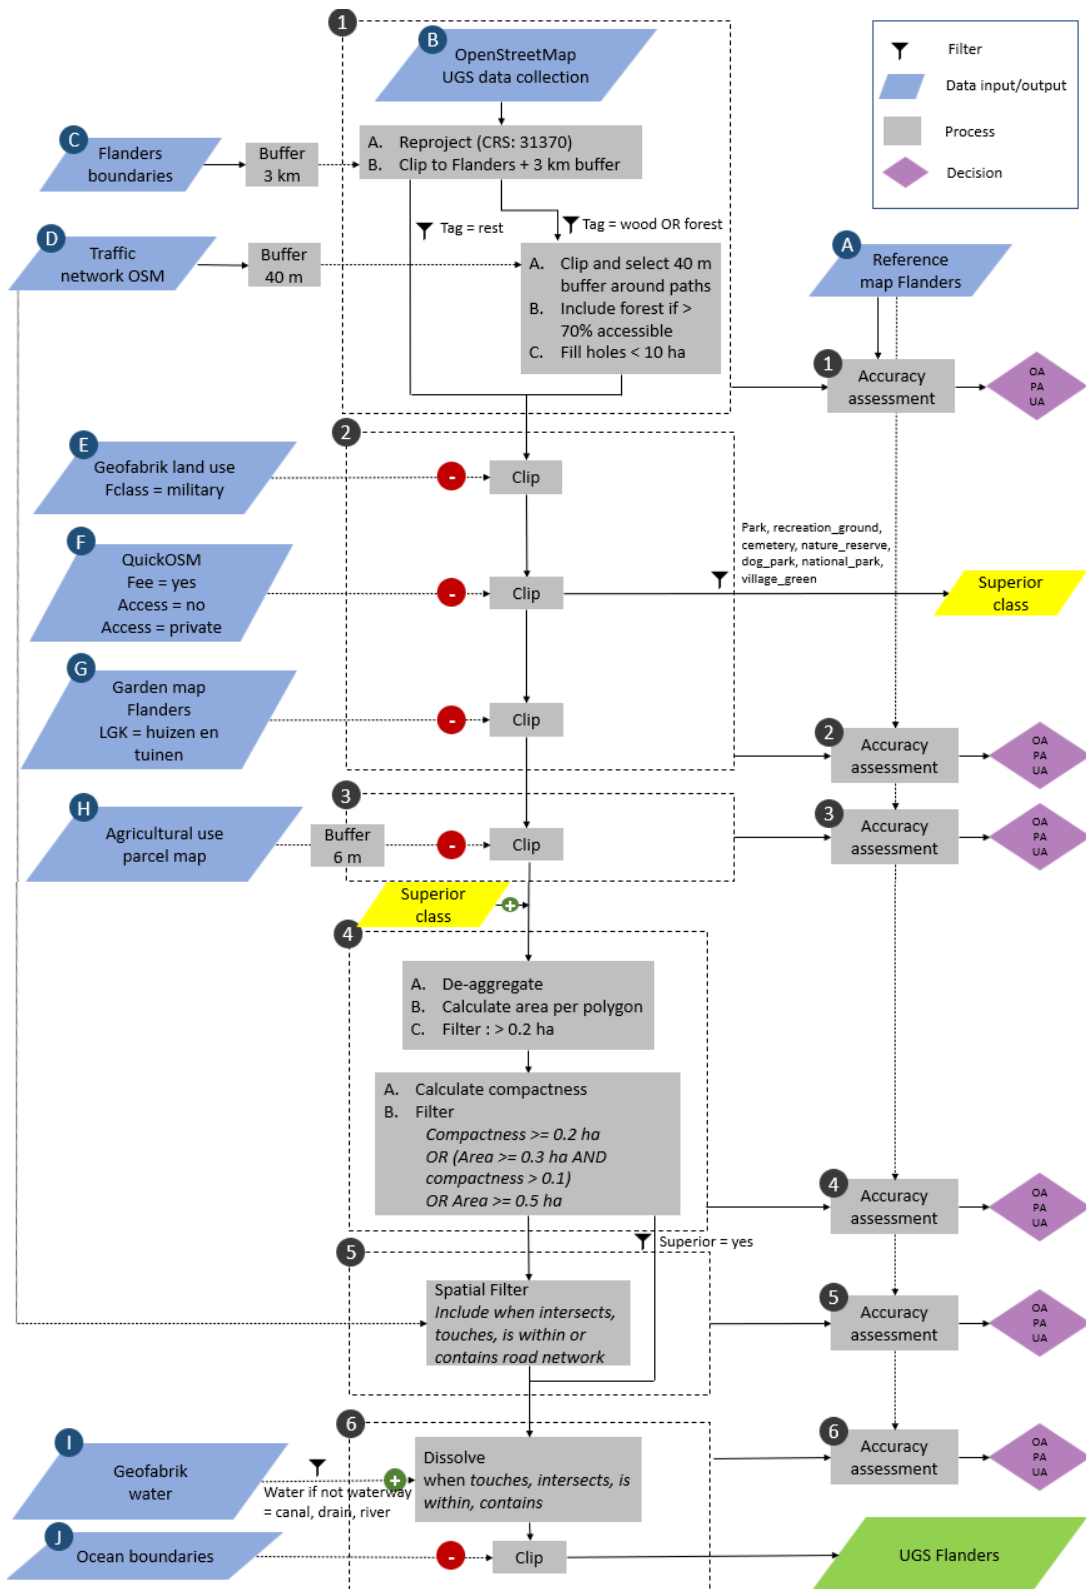 1
B
OpenStreetMap
UGS data collection
Filter
Data input/output
Process
Decision
C
Flanders
boundaries
Buffer
3 km
A. Reproject (CRS: 31370)
B. Clip to Flanders + 3 km buffer
Tag = rest
Tag = wood OR forest
D
Traffic
network OSM
Buffer
40 m
A. Clip and select 40 m
buffer around paths
B. Include forest if >
70% accessible
C. Fill holes < 10 ha
A
Reference
map Flanders
1
Accuracy
assessment
OA
PA
UA
2
E
Geofabrik land use
Fclass = military
-
Clip
F
QuickOSM
Fee = yes
Access = no
Access = private
-
Clip
Park, recreation_ground,
cemetery, nature_reserve,
dog_park, national_park,
village_green
Superior
class
G
Garden map
Flanders
LGK = huizen en
tuinen
-
Clip
2
Accuracy
assessment
OA
PA
UA
3
H
Agricultural use
parcel map
Buffer
6 m
-
Clip
3
Accuracy
assessment
OA
PA
UA
Superior
class
+
4
A. De-aggregate
B. Calculate area per polygon
C. Filter : > 0.2 ha
A. Calculate compactness
B. Filter
Compactness >= 0.2 ha
OR (Area >= 0.3 ha AND
compactness > 0.1)
OR Area >= 0.5 ha
4
Accuracy
assessment
OA
PA
UA
Superior = yes
5
Spatial Filter
Include when intersects,
touches, is within or
contains road network
5
Accuracy
assessment
OA
PA
UA
6
I
Geofabrik
water
Water if not waterway
= canal, drain, river
+
Dissolve
when touches, intersects, is
within, contains
6
Accuracy
assessment
OA
PA
UA
J
Ocean boundaries
-
Clip
UGS Flanders